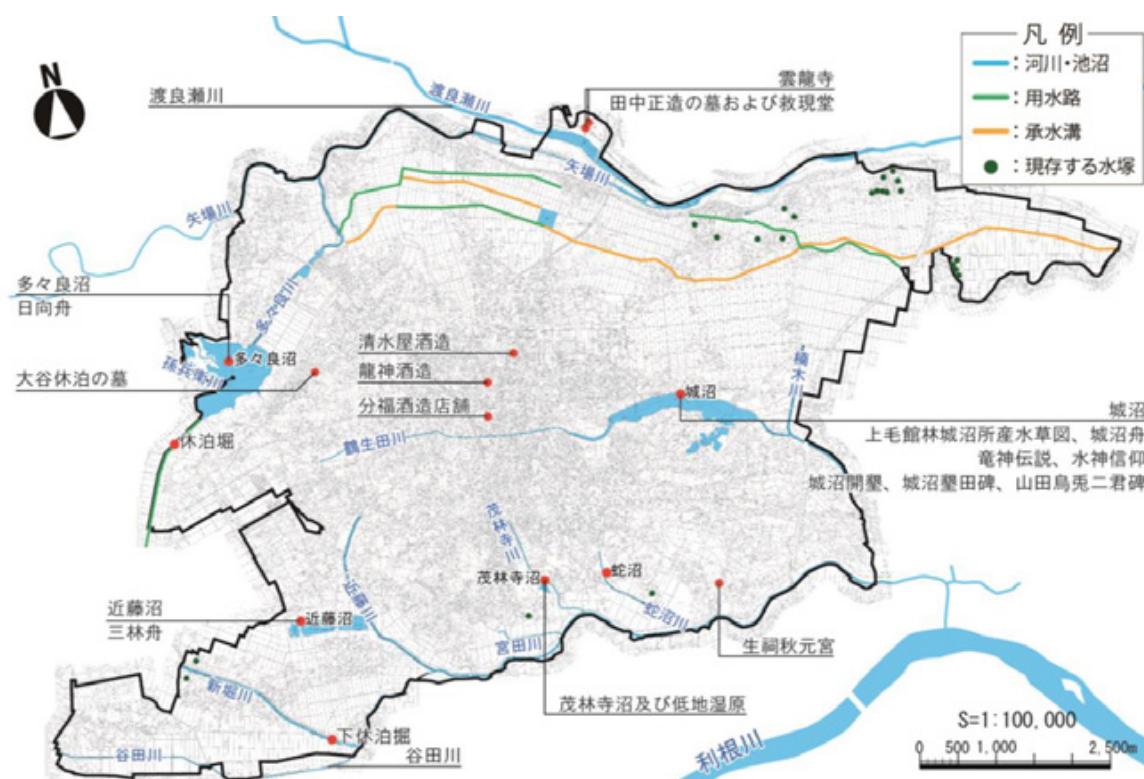 N
凡 例
：河川・池沼
：用水路
：承水溝
：現存する水塚
渡良瀬川
雲龍寺
田中正造の墓および救現堂
矢場川
矢場川
多々良川
多々良沼
日向舟
多々良沼
孫兵衛川
大谷休泊の墓
清水屋酒造
龍神酒造
分福酒造店舗
城沼
楠木川
城沼
上毛館林城沼所産水草図、城沼舟
竜神伝説、水神信仰
城沼開墾、城沼墾田碑、山田鳥兎二君碑
休泊堀
鶴生田川
茂林寺川
茂林寺沼
蛇沼
近藤川
近藤沼
三林舟
近藤沼
宮田川
蛇沼川
生祠秋元宮
茂林寺沼及び低地湿原
新堀川
下休泊掘
谷田川
谷田川
利根川
S=1:100,000
0 500 1,000 2,500m